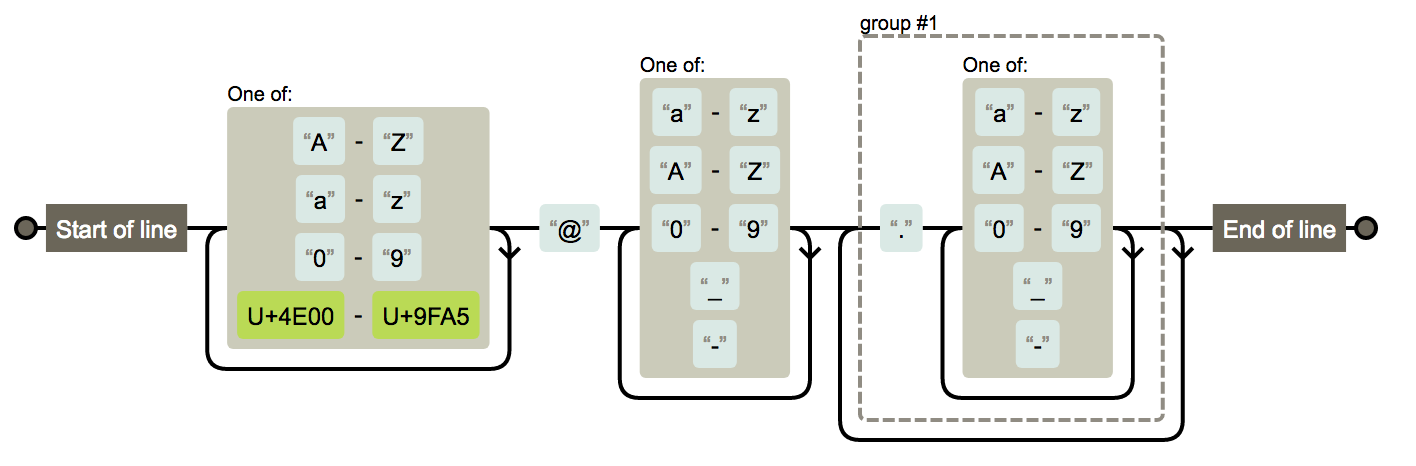 group #1
One of:
One of:
One of:
“A” - “Z”
“a” - “z”
“0” - “9”
U+4E00 - U+9FA5
“a” - “z”
“A” - “Z”
“0” - “9”
“_”
“-”
“a” - “z”
“A” - “Z”
“0” - “9”
“_”
“-”
Start of line
“@”
“.”
End of line